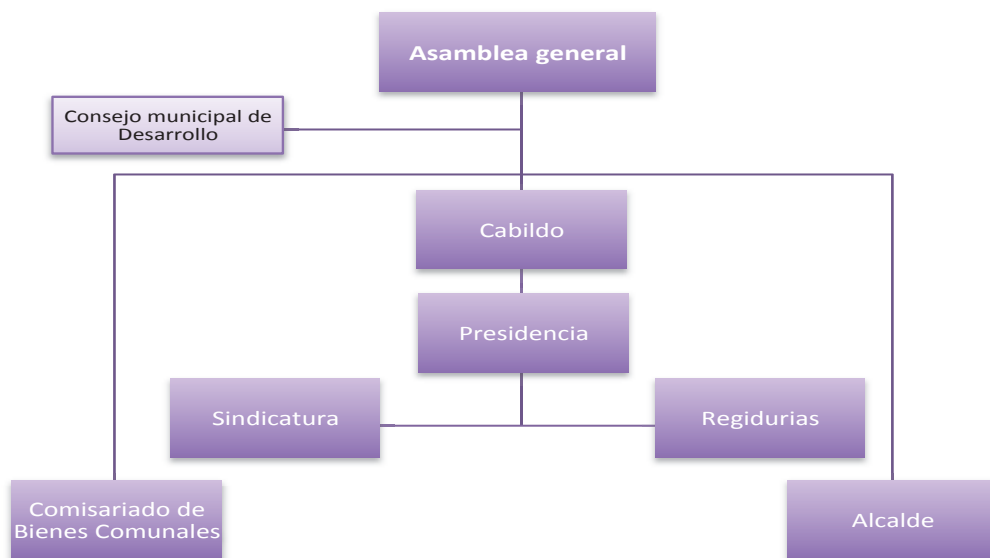 Asamblea general
Consejo municipal de
Desarrollo
Cabildo
Presidencia
Sindicatura
Regidurias
Comisariado de
Bienes Comunales
Alcalde